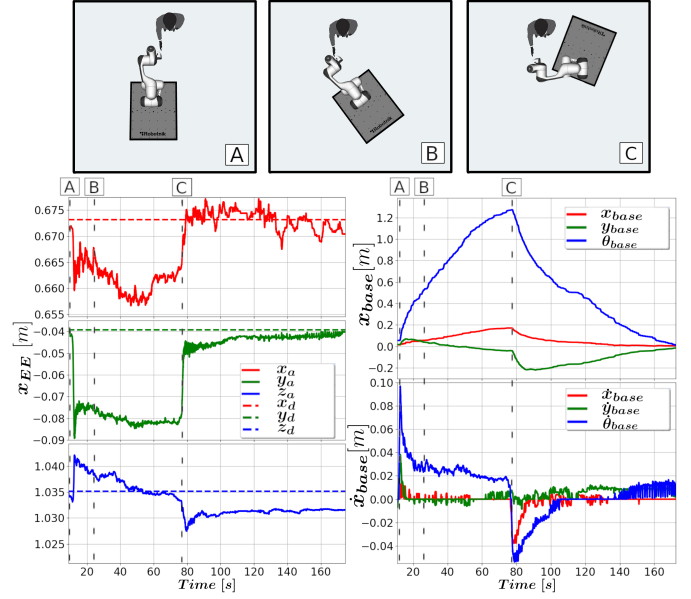 Robotnik
A
Robotnik
B
Robotnik
C
A B C
0.675
0.670
0.665
0.660
0.655
-0.04
-0.05
-0.06
-0.07
-0.08
-0.09
1.040
1.035
1.030
1.025
x_EE [m]
x_a
y_a
z_a
x_d
y_d
z_d
20 40 60 80 100 120 140 160
Time [s]
A B C
1.2
1.0
0.8
0.6
0.4
0.2
0.0
−0.2
x_base[m]
x_base
y_base
θ_base
0.10
0.08
0.06
0.04
0.02
0.00
−0.02
−0.04
ẋ_base[m]
ẋ_base
ẏ_base
θ̇_base
20 40 60 80 100 120 140 160
Time [s]